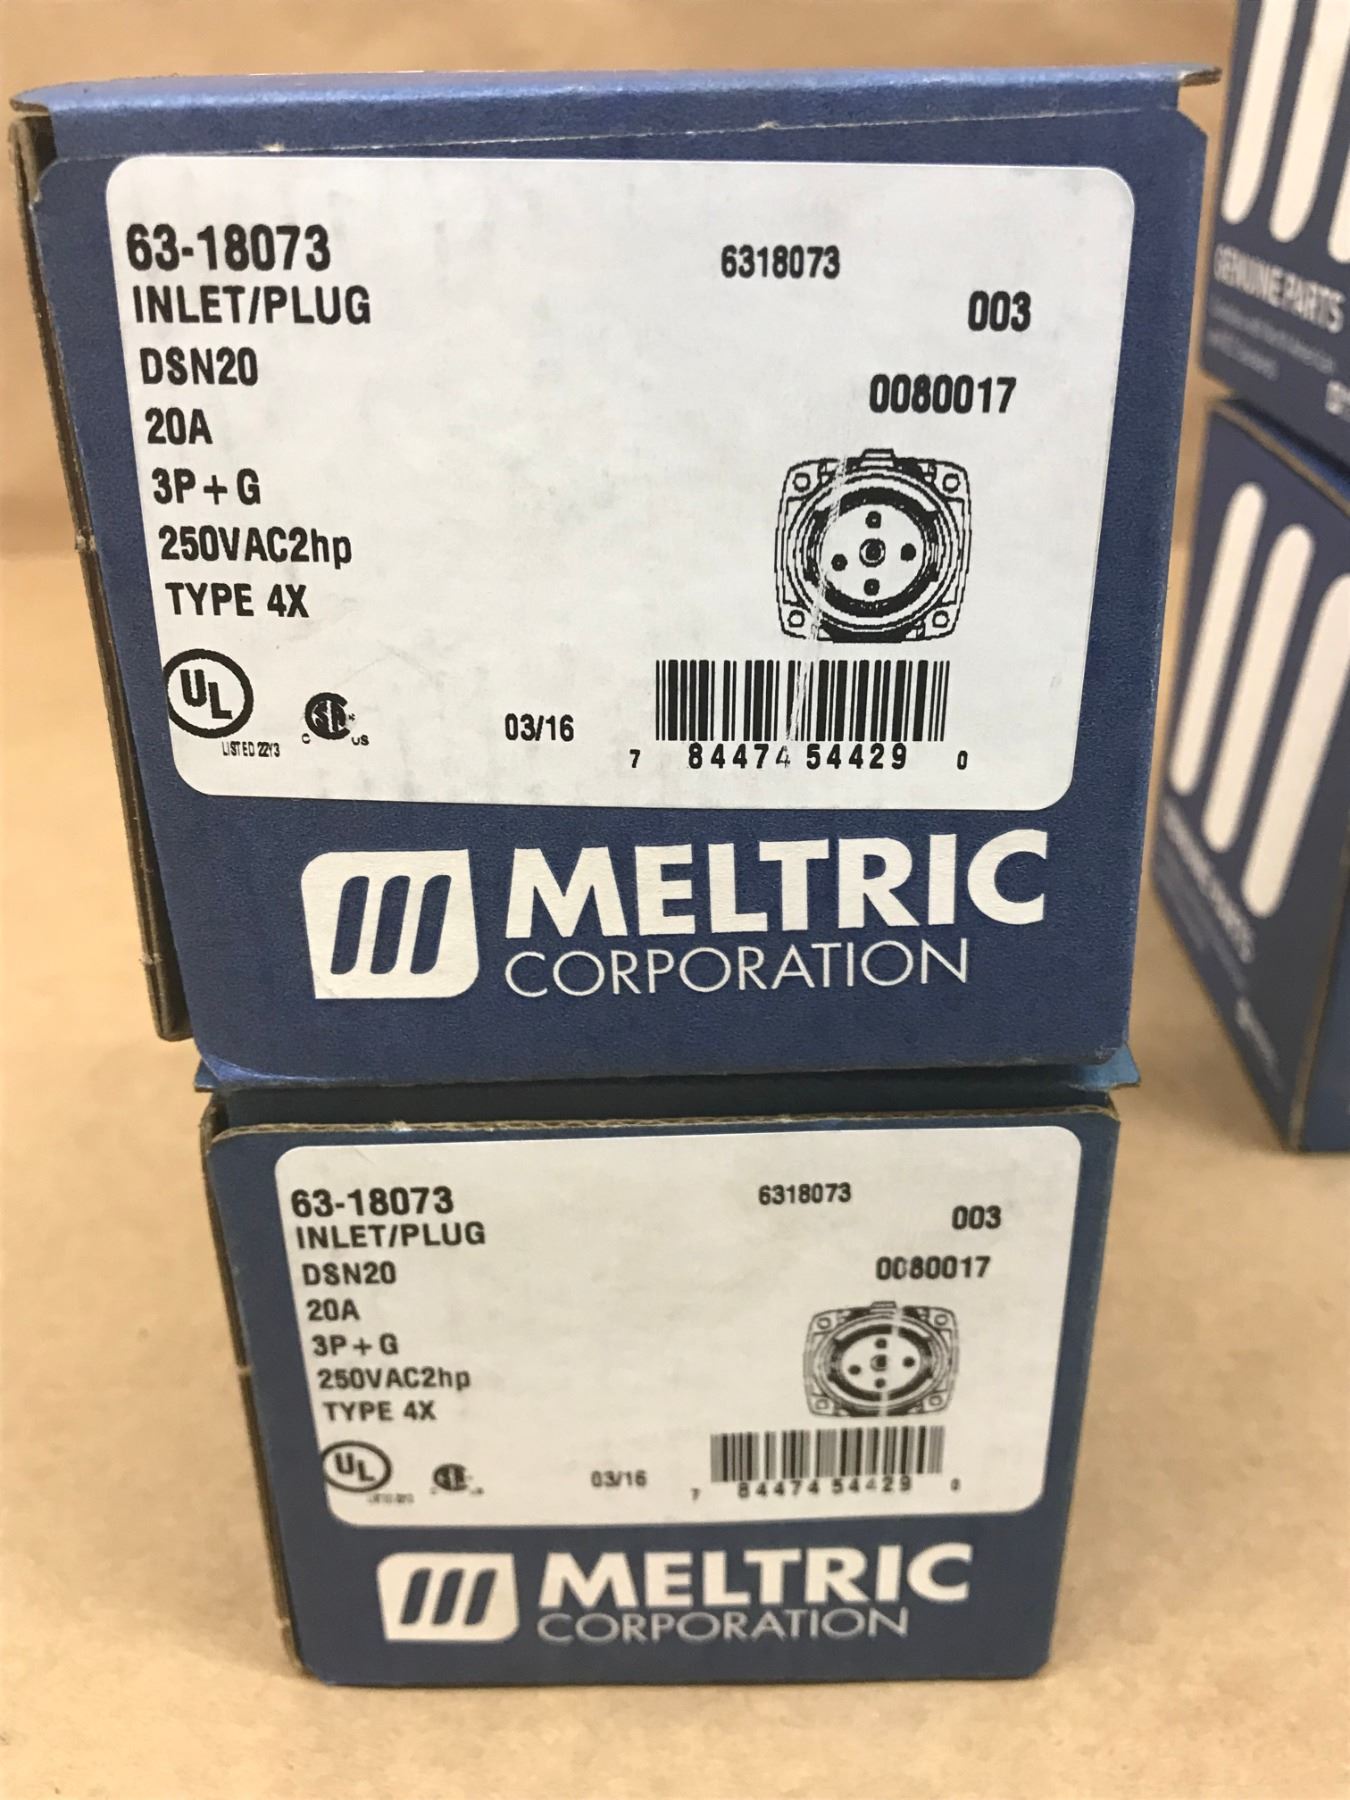 63-18073
6318073
INLET/PLUG
003
DSN20
0080017
20A
3P+G
250VAC2hp
TYPE 4X
UL
LISTED 22Y3
C SA US
03/16
7 84474 54429 0
MELTRIC
CORPORATION
63-18073
6318073
INLET/PLUG
003
DSN20
0080017
20A
3P+G
250VAC2hp
TYPE 4X
UL
03/16
7 84474 54429 0
MELTRIC
CORPORATION
GENUINE PARTS